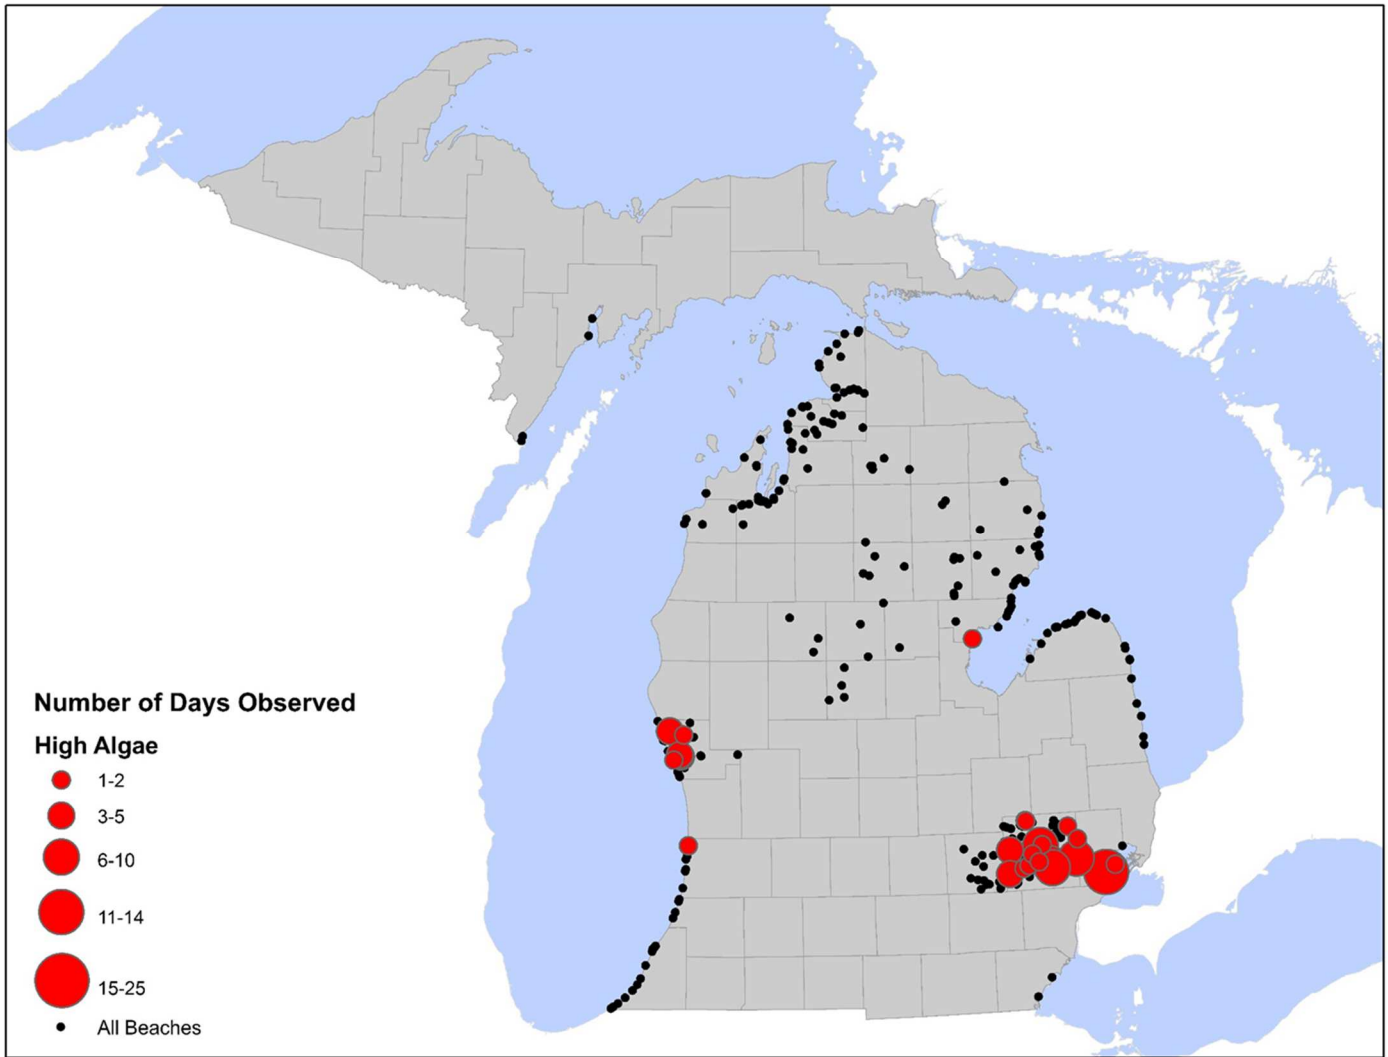 Number of Days Observed
High Algae
1-2
3-5
6-10
11-14
15-25
All Beaches